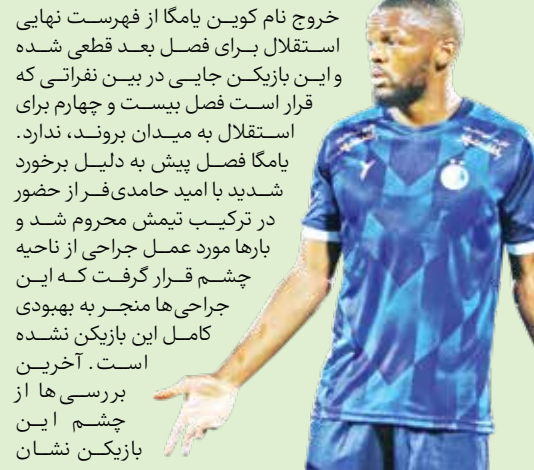 خروج نام کوین یامگا از فهرست نهایی
استقلال برای فصل بعد قطعی شده
و این بازیکن جایی در بین نفراتی که
قرار است فصل بیست و چهارم برای
استقلال به میدان بروند، ندارد.
یامگا فصل پیش به دلیل برخورد
شدید با امید حامدی‌فر از حضور
در ترکیب تیمش محروم شد و
بارها مورد عمل جراحی از ناحیه
چشم قرار گرفت که این
جراحی‌ها منجر به بهبودی
کامل این بازیکن نشده
است. آخرین
بررسی‌ها از
چشم این
بازیکن نشان